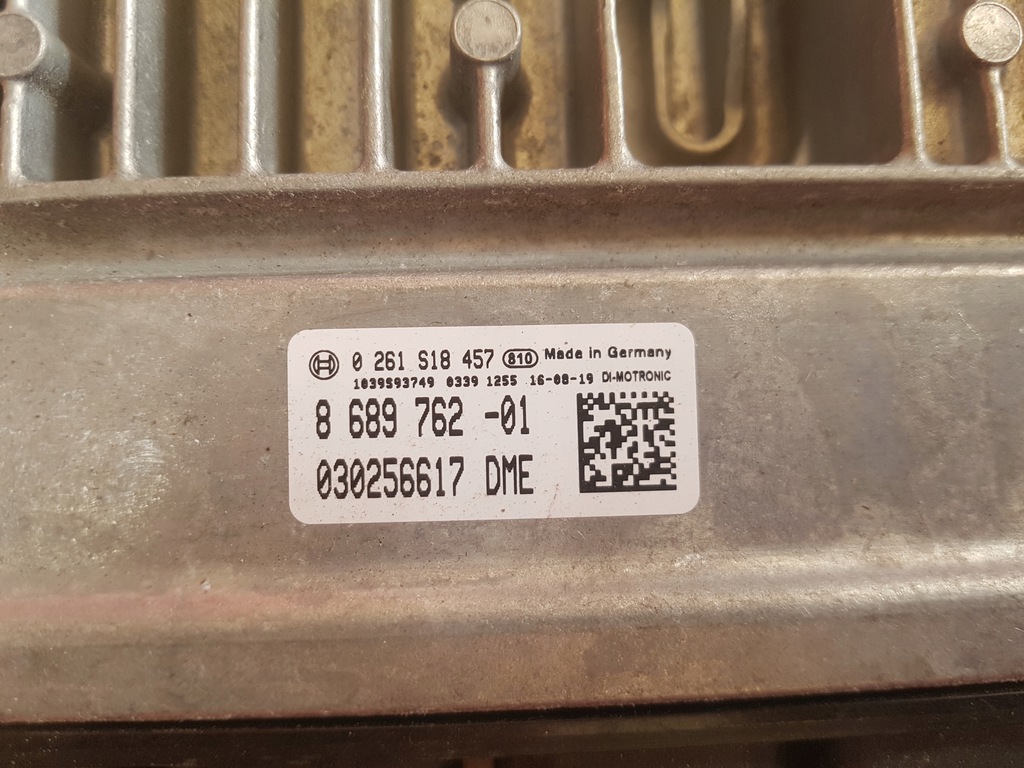 0 261 S18 457 810 Made in Germany
1039S93749 0339 1255 16-08-19 DI-MOTRONIC
8 689 762 -01
030256617 DME